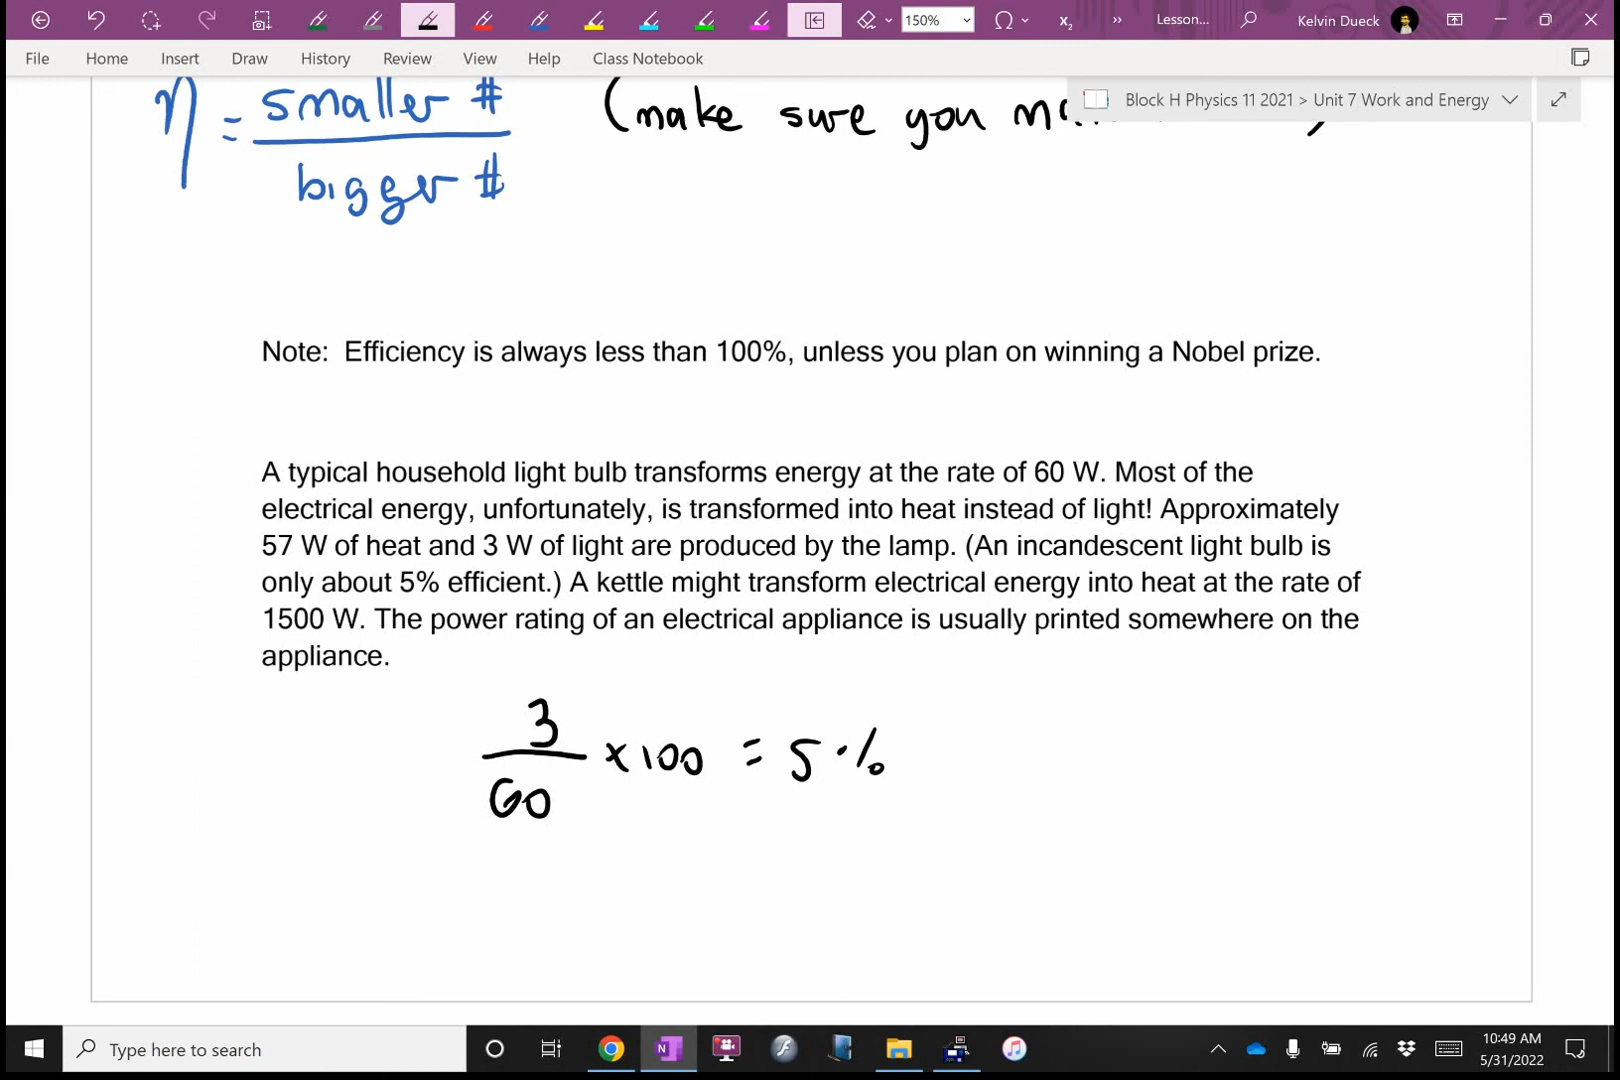 150%
Ω
x₂
Lesson...
Kelvin Dueck
File
Home
Insert
Draw
History
Review
View
Help
Class Notebook
Block H Physics 11 2021 > Unit 7 Work and Energy
η = smaller #
bigger #
(make sure you
Note: Efficiency is always less than 100%, unless you plan on winning a Nobel prize.
A typical household light bulb transforms energy at the rate of 60 W. Most of the
electrical energy, unfortunately, is transformed into heat instead of light! Approximately
57 W of heat and 3 W of light are produced by the lamp. (An incandescent light bulb is
only about 5% efficient.) A kettle might transform electrical energy into heat at the rate of
1500 W. The power rating of an electrical appliance is usually printed somewhere on the
appliance.
3
60
× 100 = 5 %
Type here to search
10:49 AM
5/31/2022